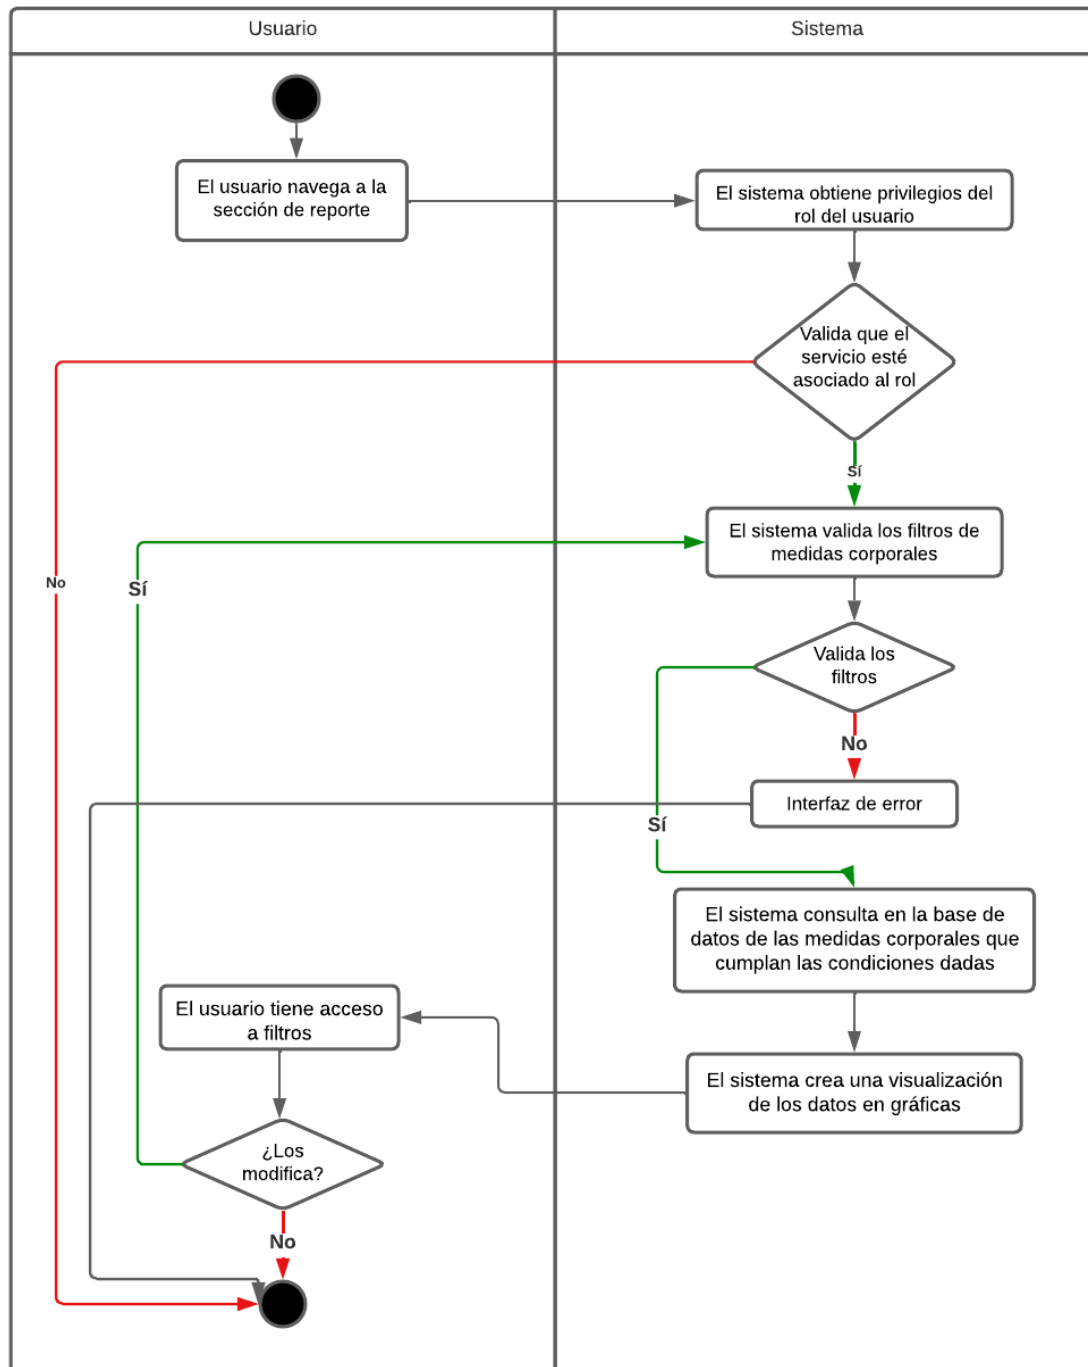 Usuario
Sistema
El usuario navega a la
sección de reporte
El sistema obtiene privilegios del
rol del usuario
Valida que el
servicio esté
asociado al rol
Sí
No
El sistema valida los filtros de
medidas corporales
Sí
Valida los
filtros
No
Interfaz de error
Sí
El sistema consulta en la base de
datos de las medidas corporales que
cumplan las condiciones dadas
El sistema crea una visualización
de los datos en gráficas
El usuario tiene acceso
a filtros
¿Los
modifica?
No